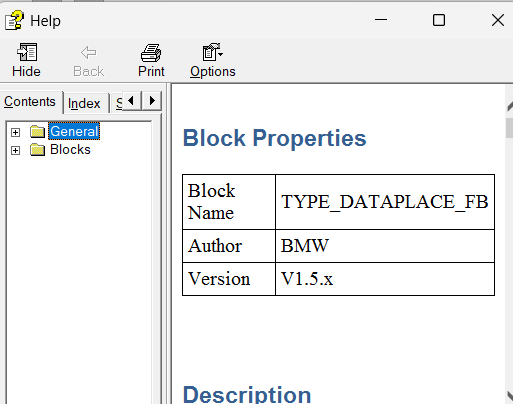 Help
Hide Back Print Options
Contents Index S
General
Blocks
Block Properties
Block
Name
TYPE_DATAPLACE_FB
Author BMW
Version V1.5.x
Description